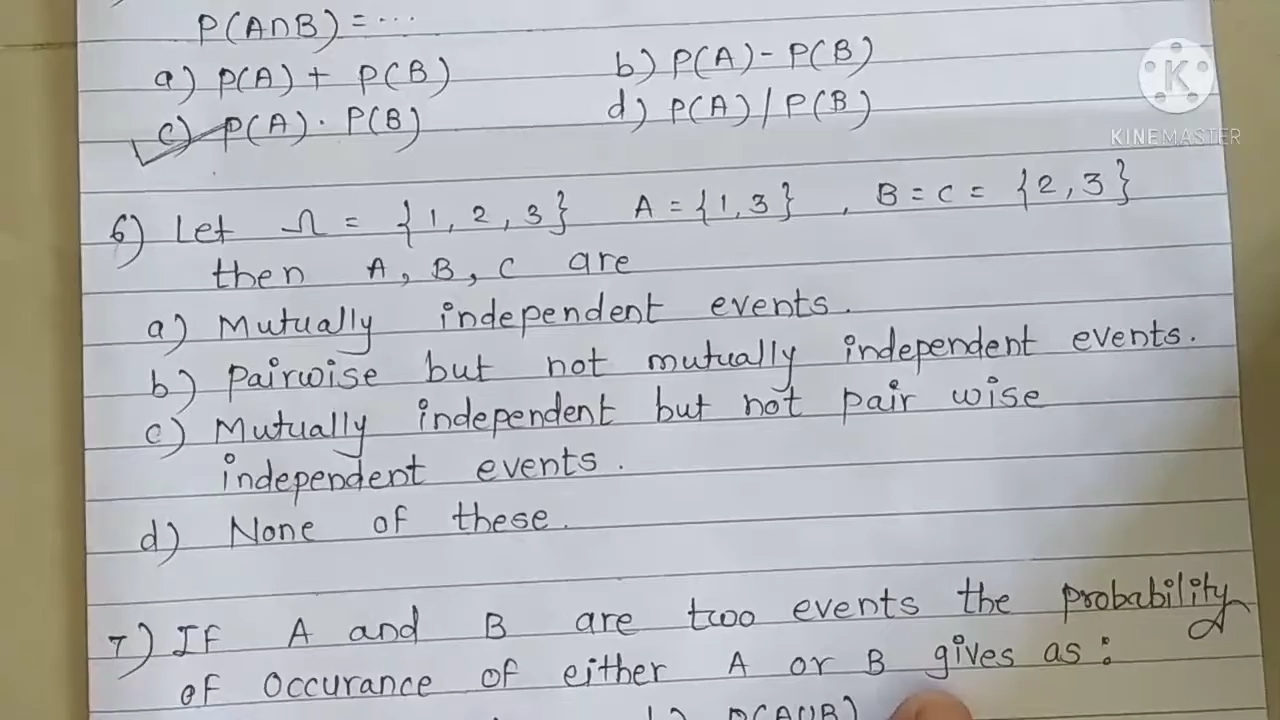 P(A∩B) = ...
a) P(A) + P(B) b) P(A) - P(B)
c) P(A) · P(B) d) P(A) / P(B)
KINEMASTER
6) Let Ω = {1, 2, 3} A = {1, 3} , B = C = {2, 3}
then A, B, C are
a) Mutually independent events.
b) Pairwise but not mutually independent events.
c) Mutually independent but not pair wise
independent events.
d) None of these.
7) If A and B are two events the probability
of occurance of either A or B gives as :
P(A∪B)